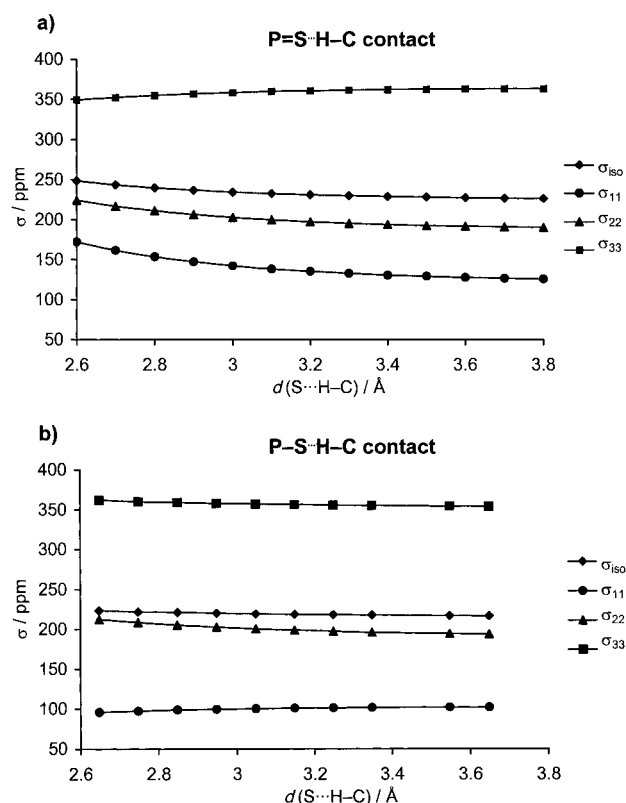 a)
P=S···H–C contact
400
350
300
250
200
150
100
50
σ / ppm
2.6 2.8 3 3.2 3.4 3.6 3.8
d(S···H–C) / Å
σiso
σ11
σ22
σ33
b)
P–S···H–C contact
400
350
300
250
200
150
100
50
σ / ppm
2.6 2.8 3 3.2 3.4 3.6 3.8
d(S···H–C) / Å
σiso
σ11
σ22
σ33